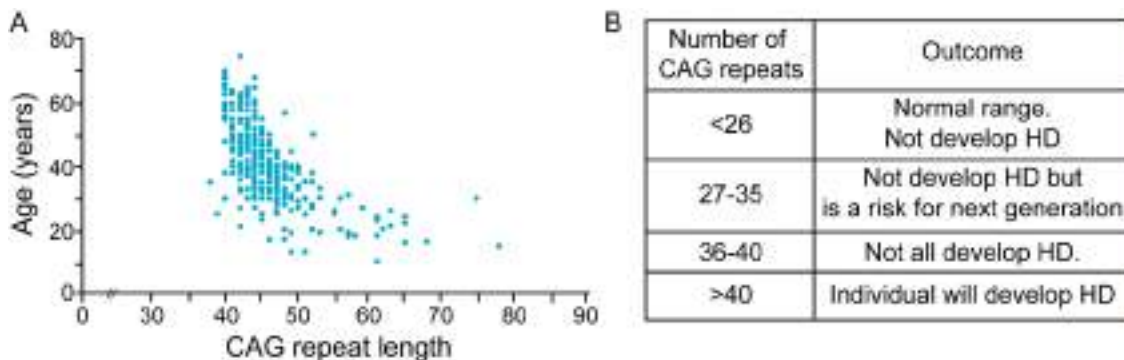 A
80
60
40
20
0
Age (years)
0 30 40 50 60 70 80 90
CAG repeat length
B
Number of CAG repeats
Outcome
<26
Normal range.
Not develop HD
27-35
Not develop HD but
is a risk for next generation
36-40
Not all develop HD.
>40
Individual will develop HD